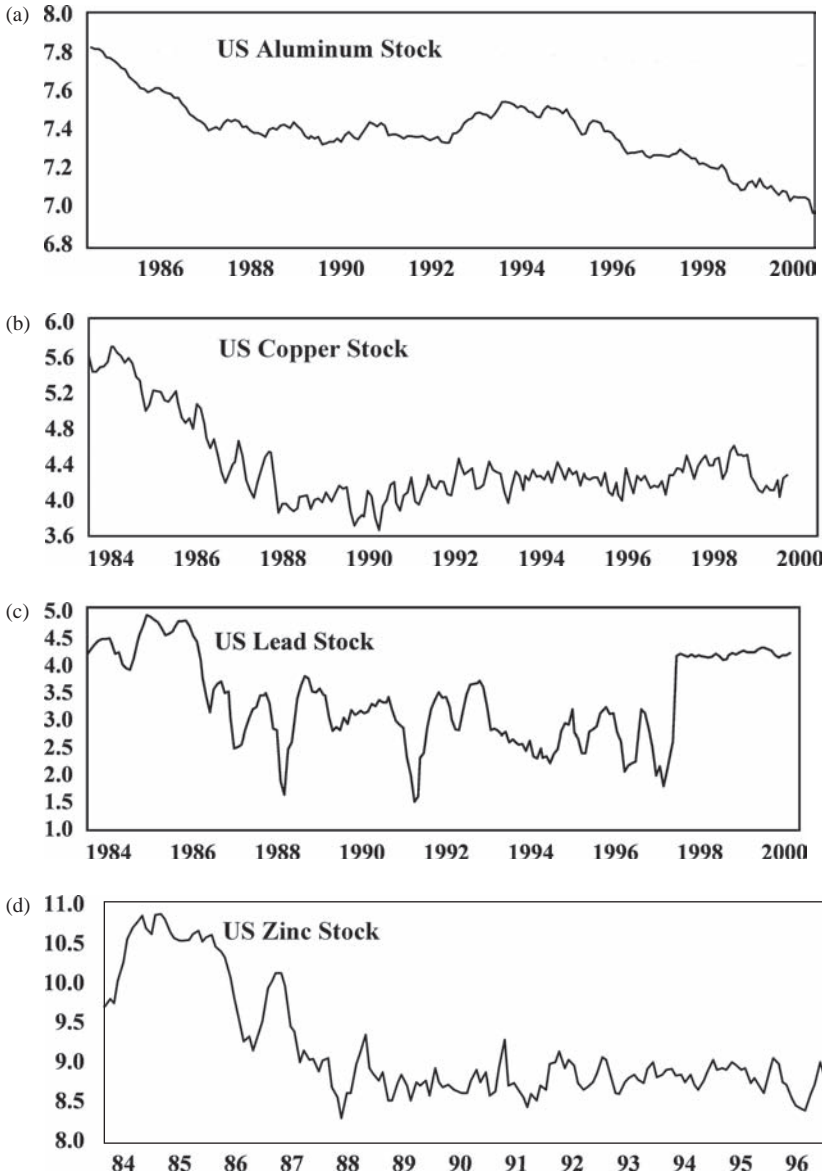 (a)
US Aluminum Stock
8.0
7.8
7.6
7.4
7.2
7.0
6.8
1986 1988 1990 1992 1994 1996 1998 2000
(b)
US Copper Stock
6.0
5.6
5.2
4.8
4.4
4.0
3.6
1984 1986 1988 1990 1992 1994 1996 1998 2000
(c)
US Lead Stock
5.0
4.5
4.0
3.5
3.0
2.5
2.0
1.5
1.0
1984 1986 1988 1990 1992 1994 1996 1998 2000
(d)
US Zinc Stock
11.0
10.5
10.0
9.5
9.0
8.5
8.0
84 85 86 87 88 89 90 91 92 93 94 95 96